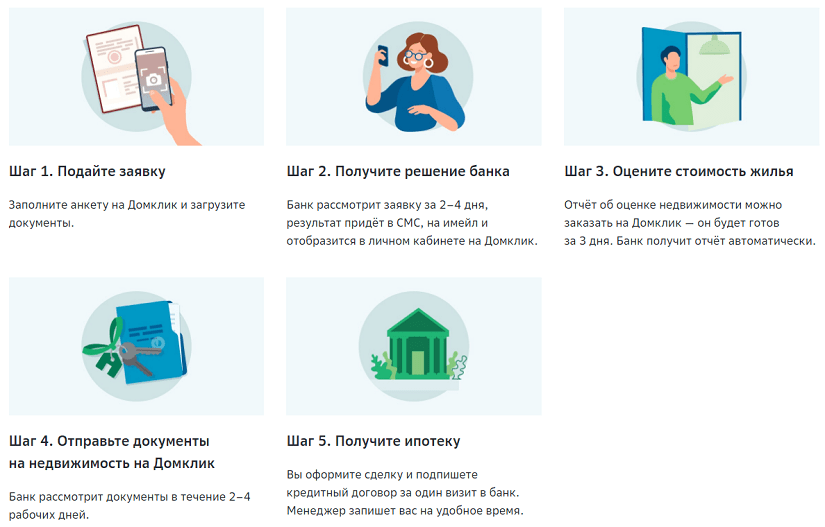 Шаг 1. Подайте заявку
Заполните анкету на Домклик и загрузите
документы.
Шаг 2. Получите решение банка
Банк рассмотрит заявку за 2–4 дня,
результат придёт в СМС, на имейл и
отобразится в личном кабинете на Домклик.
Шаг 3. Оцените стоимость жилья
Отчёт об оценке недвижимости можно
заказать на Домклик — он будет готов
за 3 дня. Банк получит отчёт автоматически.
Шаг 4. Отправьте документы
на недвижимость на Домклик
Банк рассмотрит документы в течение 2–4
рабочих дней.
Шаг 5. Получите ипотеку
Вы оформите сделку и подпишете
кредитный договор за один визит в банк.
Менеджер запишет вас на удобное время.